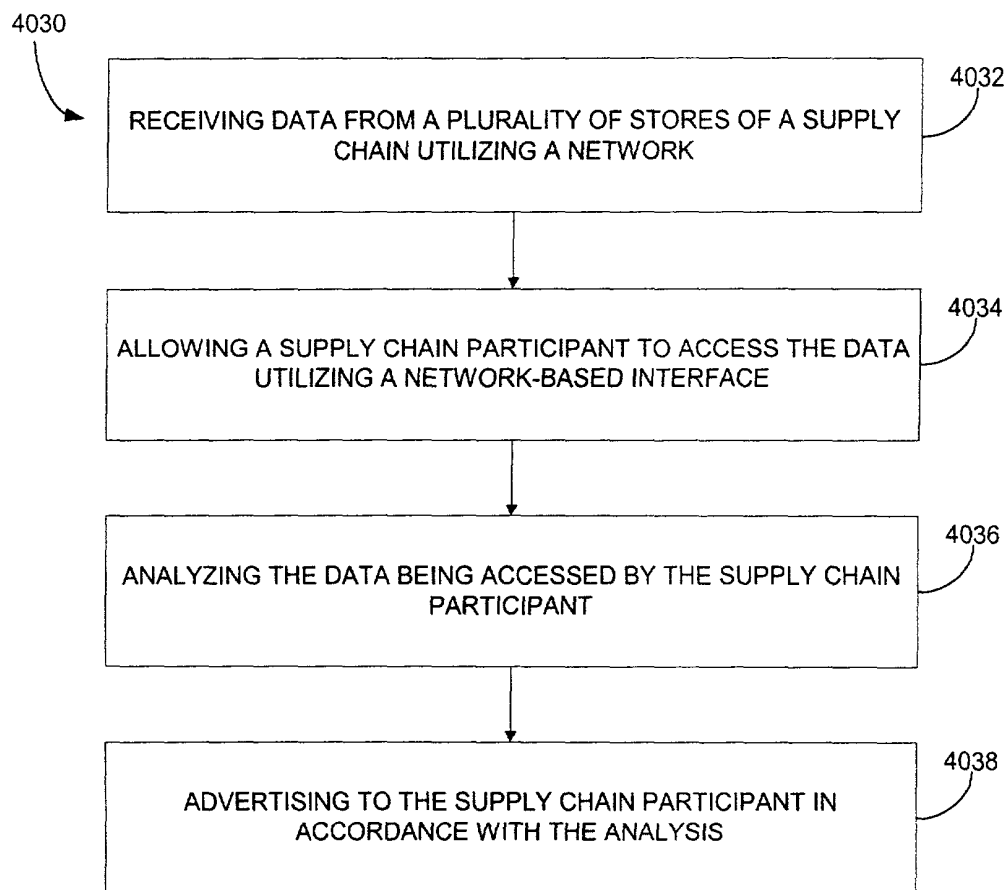 4030
4032
RECEIVING DATA FROM A PLURALITY OF STORES OF A SUPPLY
CHAIN UTILIZING A NETWORK
4034
ALLOWING A SUPPLY CHAIN PARTICIPANT TO ACCESS THE DATA
UTILIZING A NETWORK-BASED INTERFACE
4036
ANALYZING THE DATA BEING ACCESSED BY THE SUPPLY CHAIN
PARTICIPANT
4038
ADVERTISING TO THE SUPPLY CHAIN PARTICIPANT IN
ACCORDANCE WITH THE ANALYSIS